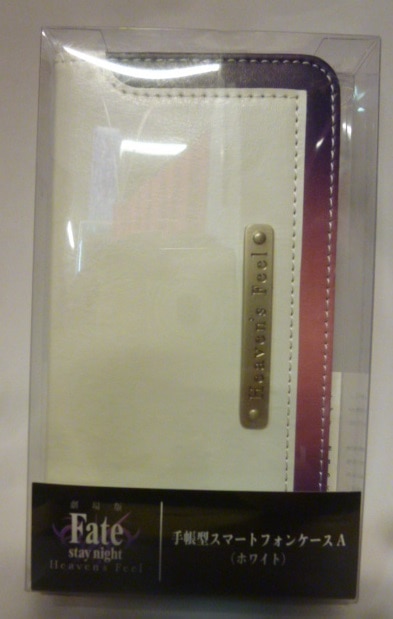 Heaven's Feel
劇場版
Fate
stay night
Heaven's Feel
手帳型スマートフォンケースA
(ホワイト)